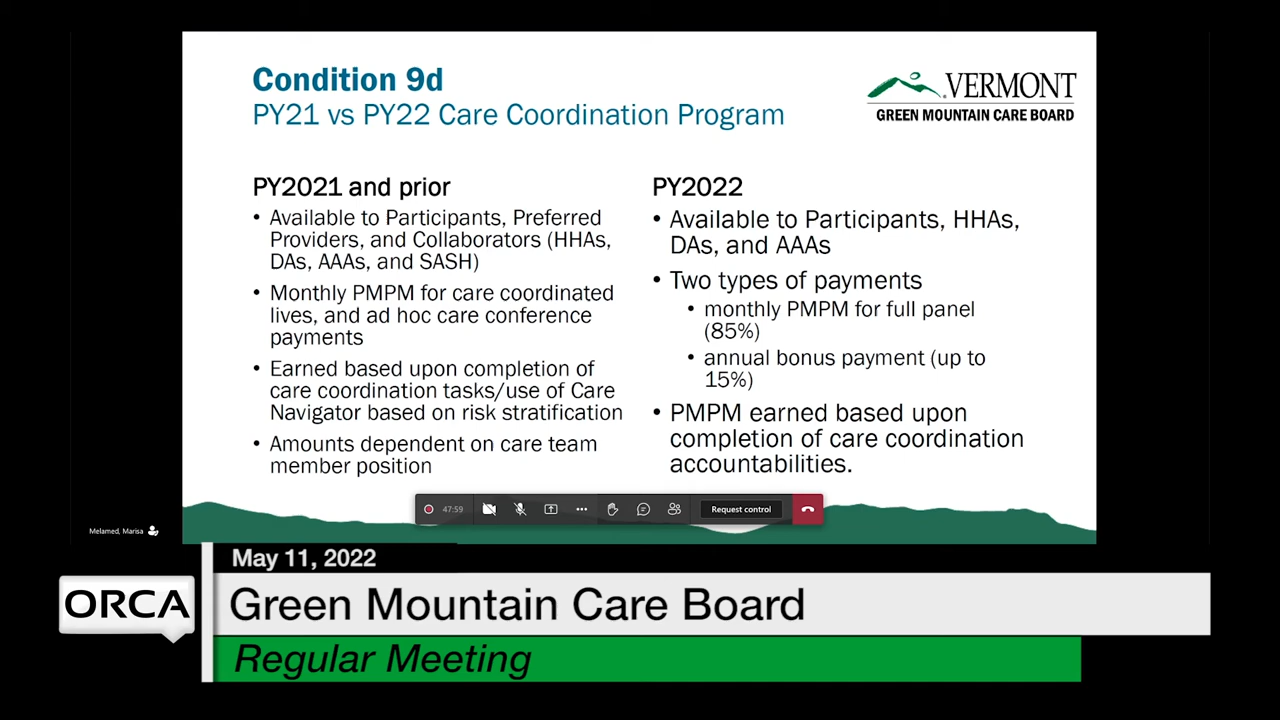 Condition 9d
PY21 vs PY22 Care Coordination Program
VERMONT
GREEN MOUNTAIN CARE BOARD
PY2021 and prior
• Available to Participants, Preferred
Providers, and Collaborators (HHAs,
DAs, AAAs, and SASH)
• Monthly PMPM for care coordinated
lives, and ad hoc care conference
payments
• Earned based upon completion of
care coordination tasks/use of Care
Navigator based on risk stratification
• Amounts dependent on care team
member position
PY2022
• Available to Participants, HHAs,
DAs, and AAAs
• Two types of payments
• monthly PMPM for full panel
(85%)
• annual bonus payment (up to
15%)
• PMPM earned based upon
completion of care coordination
accountabilities.
47:59
Request control
Melamed, Marisa
May 11, 2022
ORCA
Green Mountain Care Board
Regular Meeting